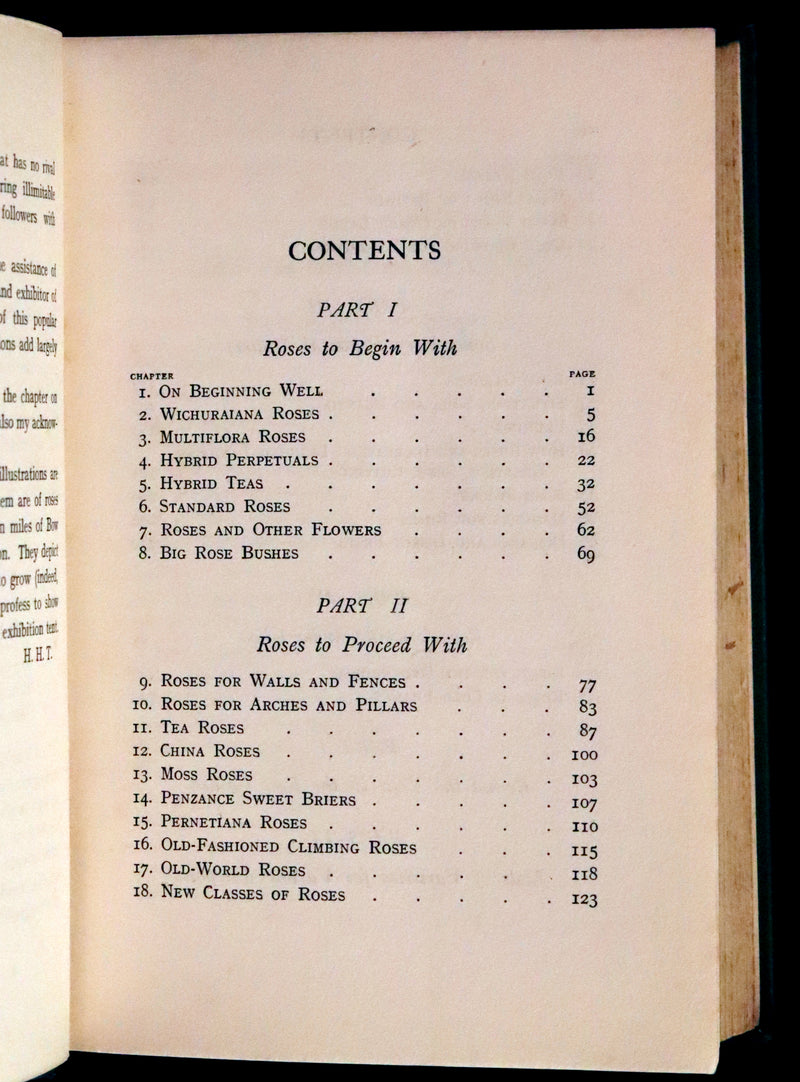 at has no rival
ring illimitable
followers with
e assistance of
nd exhibitor of
of this popular
ons add largely
the chapter on
also my acknow-
illustrations are
em are of roses
n miles of Bow
on. They depict
o grow (indeed,
profess to show
exhibition tent.
H. H. T.
CONTENTS
PART I
Roses to Begin With
CHAPTER PAGE
1. On Beginning Well . . . . . 1
2. Wichuraiana Roses . . . . . . 5
3. Multiflora Roses . . . . . . 16
4. Hybrid Perpetuals . . . . . . 22
5. Hybrid Teas . . . . . . . 32
6. Standard Roses . . . . . . 52
7. Roses and Other Flowers . . . . 62
8. Big Rose Bushes . . . . . . 69
PART II
Roses to Proceed With
9. Roses for Walls and Fences . . . . 77
10. Roses for Arches and Pillars . . . 83
11. Tea Roses . . . . . . . 87
12. China Roses . . . . . . . 100
13. Moss Roses . . . . . . . 103
14. Penzance Sweet Briers . . . . . 107
15. Pernetiana Roses . . . . . . 110
16. Old-Fashioned Climbing Roses . . . 115
17. Old-World Roses . . . . . . 118
18. New Classes of Roses . . . . . 123